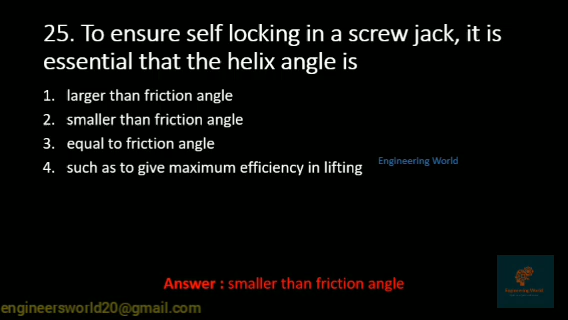 25. To ensure self locking in a screw jack, it is
essential that the helix angle is
1. larger than friction angle
2. smaller than friction angle
3. equal to friction angle
4. such as to give maximum efficiency in lifting
Engineering World
Answer : smaller than friction angle
Engineering World
engineersworld20@gmail.com